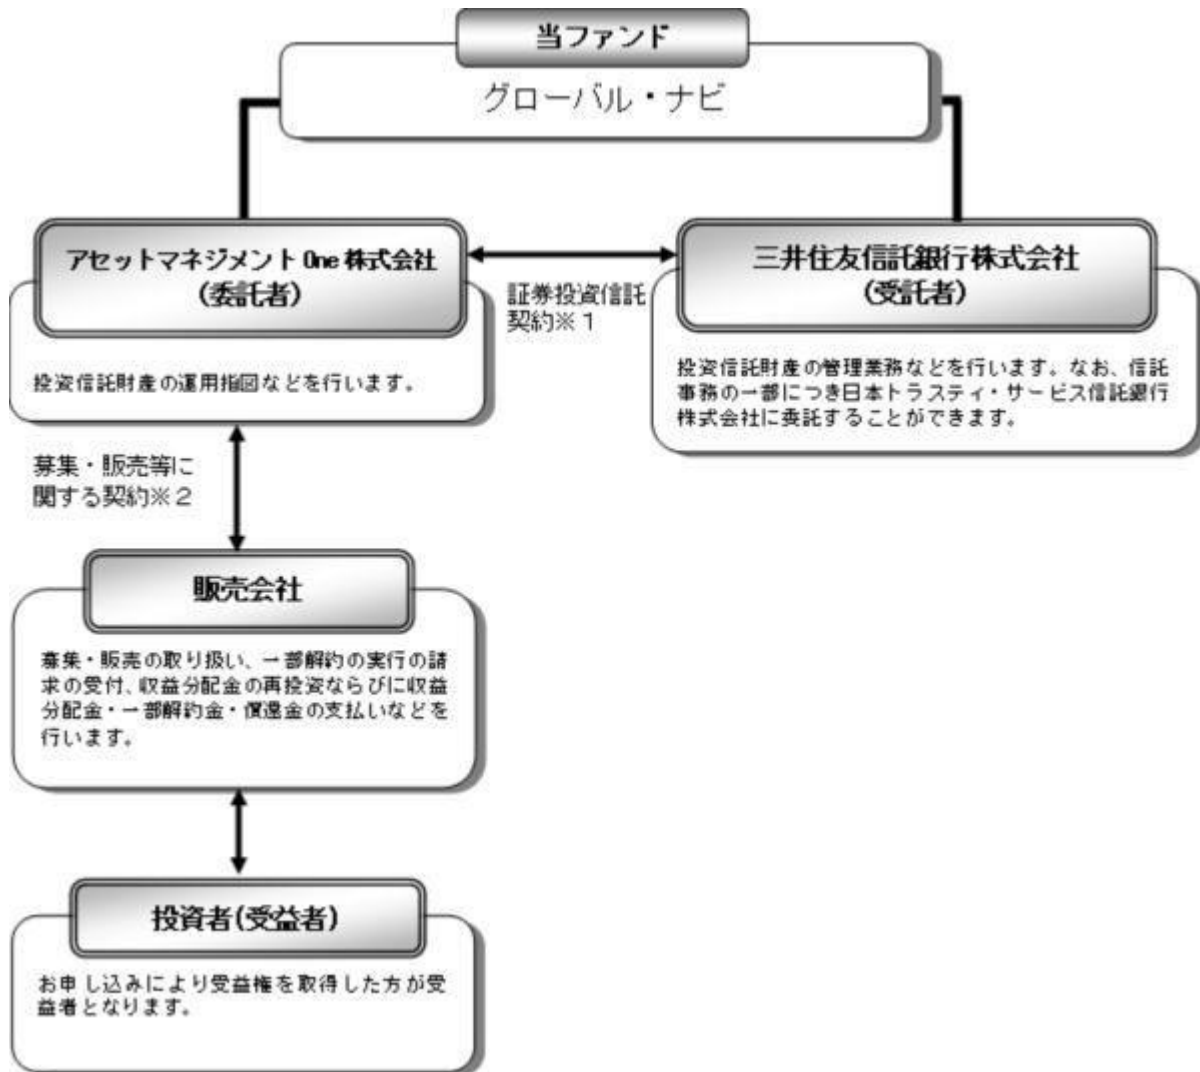 当ファンド
グローバル・ナビ
アセットマネジメント One 株式会社
(委託者)
投資信託財産の運用指図などを行います。
証券投資信託
契約※１
三井住友信託銀行株式会社
(受託者)
投資信託財産の管理業務などを行います。なお、信託
事務の一部につき日本トラスティ・サービス信託銀行
株式会社に委託することができます。
募集・販売等に
関する契約※２
販売会社
募集・販売の取り扱い、一部解約の実行の請
求の受付、収益分配金の再投資ならびに収益
分配金・一部解約金・償還金の支払いなどを
行います。
投資者(受益者)
お申し込みにより受益権を取得した方が受
益者となります。